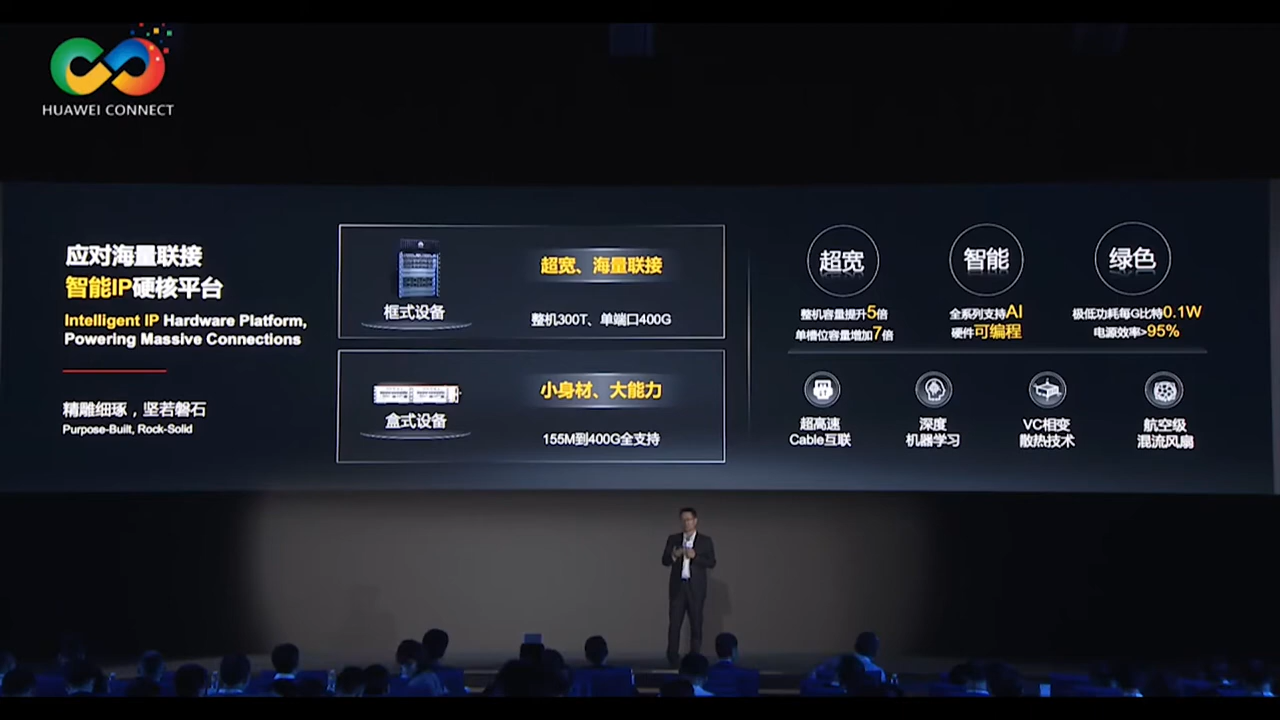 HUAWEI CONNECT
应对海量联接
智能IP硬核平台
Intelligent IP Hardware Platform,
Powering Massive Connections
精雕细琢，坚若磐石
Purpose-Built, Rock-Solid
框式设备
超宽、海量联接
整机300T、单端口400G
盒式设备
小身材、大能力
155M到400G全支持
超宽
整机容量提升5倍
单槽位容量增加7倍
智能
全系列支持AI
硬件可编程
绿色
极低功耗每G比特0.1W
电源效率>95%
超高速
Cable互联
深度
机器学习
VC相变
散热技术
航空级
混流风扇